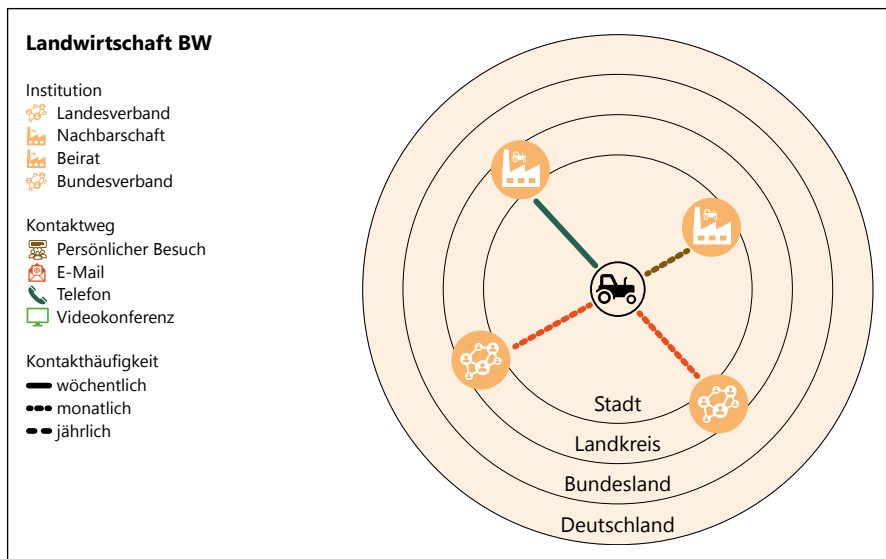 Landwirtschaft BW
Institution
Landesverband
Nachbarschaft
Beirat
Bundesverband
Kontaktweg
Persönlicher Besuch
E-Mail
Telefon
Videokonferenz
Kontakthäufigkeit
wöchentlich
monatlich
jährlich
Stadt
Landkreis
Bundesland
Deutschland